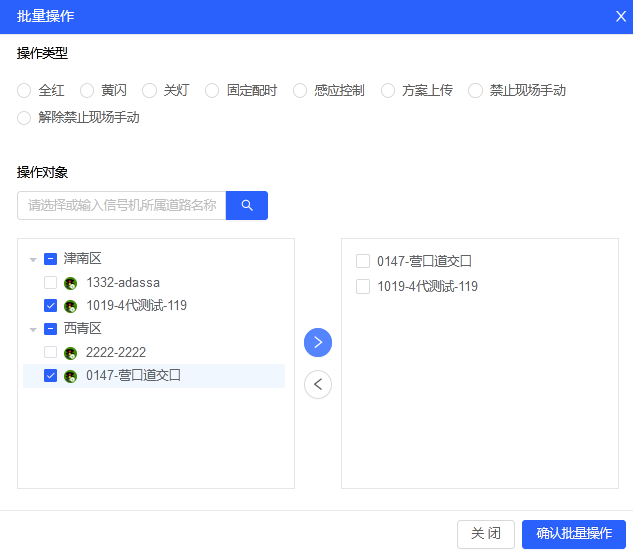 批量操作
操作类型
全红 黄闪 关灯 固定配时 感应控制 方案上传 禁止现场手动
解除禁止现场手动
操作对象
请选择或输入信号机所属道路名称
津南区
1332-adassa
1019-4代测试-119
西青区
2222-2222
0147-营口道交口
0147-营口道交口
1019-4代测试-119
关 闭 确认批量操作